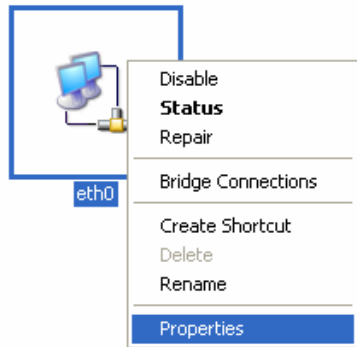 Disable
Status
Repair
Bridge Connections
eth0
Create Shortcut
Delete
Rename
Properties